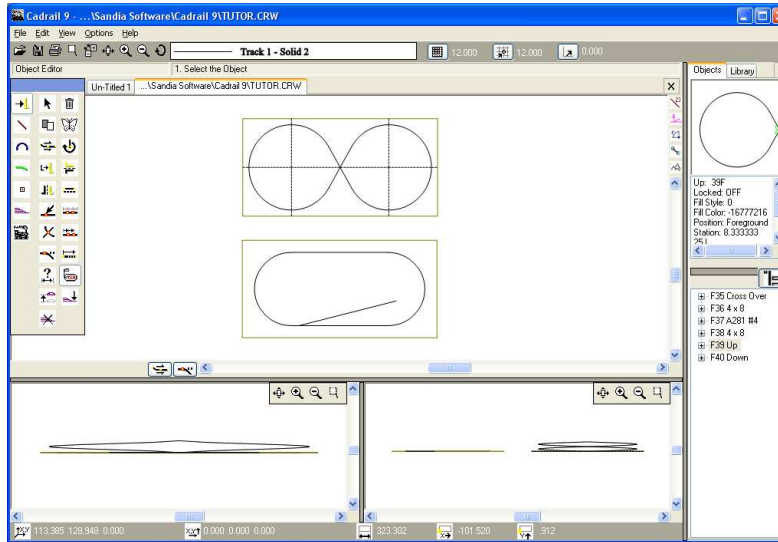 Cadrail 9 - ...\Sandia Software\Cadrail 9\TUTOR.CRW
File Edit View Options Help
Track 1 - Solid 2
12.000
12.000
0.000
Object Editor
1. Select the Object
Un-Titled 1
...\Sandia Software\Cadrail 9\TUTOR.CRW
Objects
Library
Up: 39F
Locked: OFF
Fill Style: 0
Fill Color: -16777216
Position: Foreground
Station: 8.333333
F35 Cross Over
F36 4 x 8
F37 A281 #4
F38 4 x 8
F39 Up
F40 Down
113.385 128.948 0.000
0.000 0.000 0.000
323.302
-101.520
.912